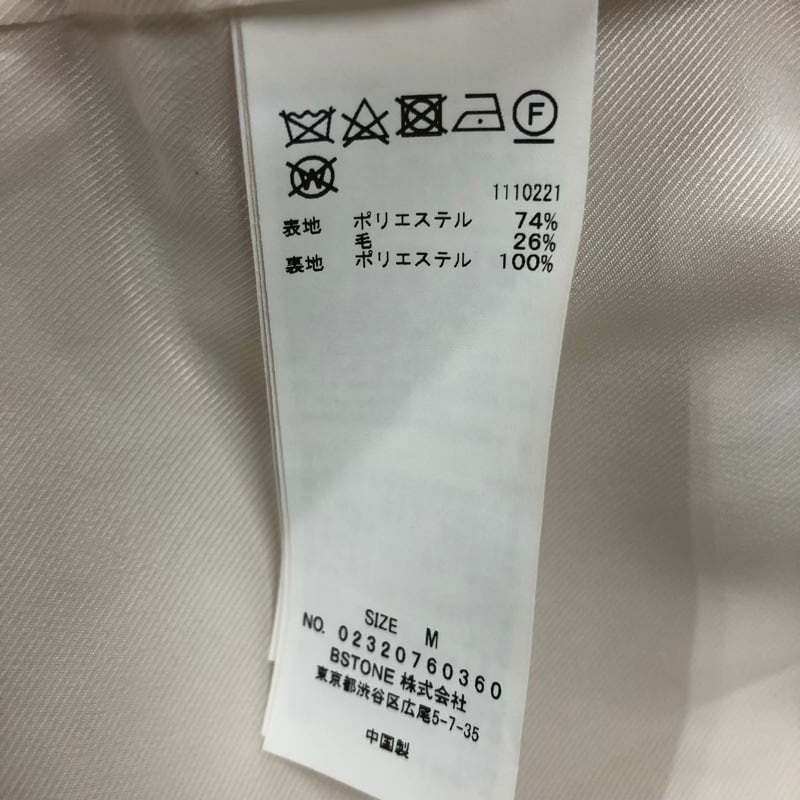 F
W
1110221
表地 ポリエステル 74%
毛 26%
裏地 ポリエステル 100%
SIZE M
NO. 02320760360
BSTONE 株式会社
東京都渋谷区広尾5-7-35
中国製